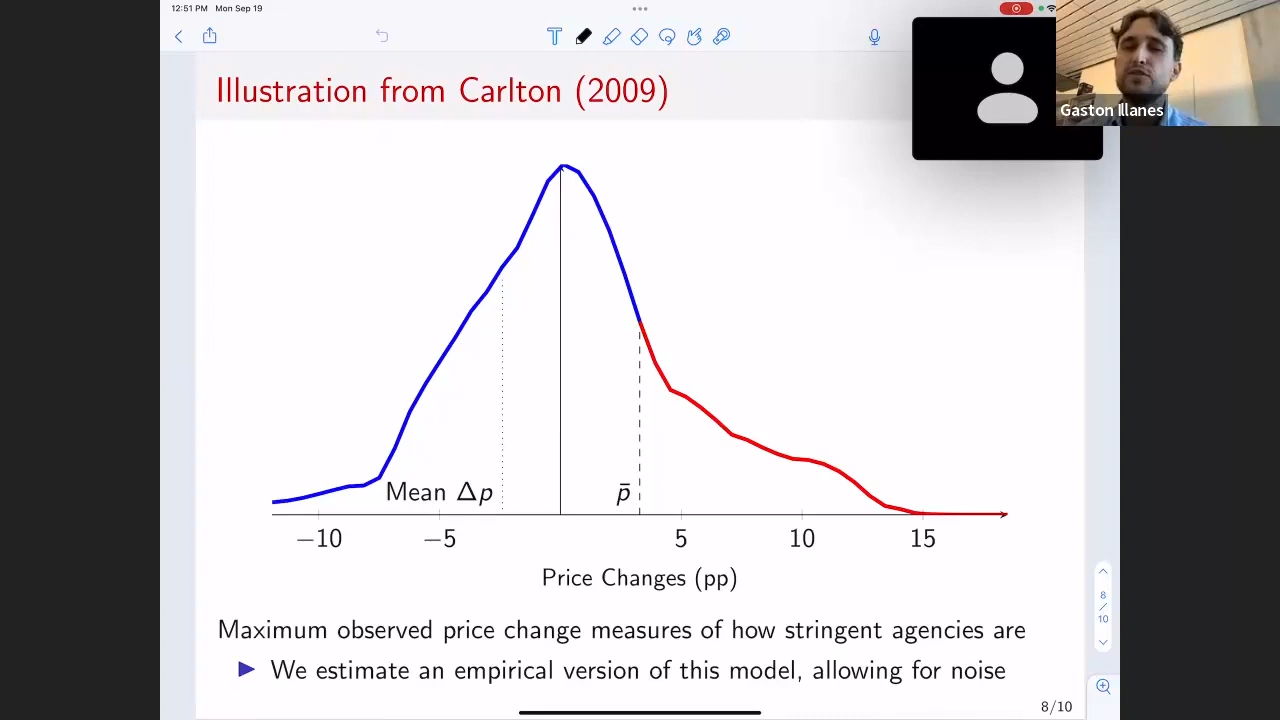 12:51 PM Mon Sep 19
Illustration from Carlton (2009)
Gaston Illanes
Mean Δp
p̄
−10 −5 5 10 15
Price Changes (pp)
Maximum observed price change measures of how stringent agencies are
▶ We estimate an empirical version of this model, allowing for noise
8
/
10
8/10